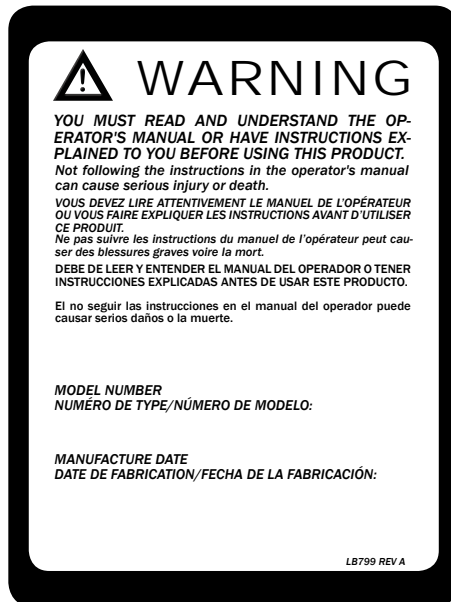 WARNING
YOU MUST READ AND UNDERSTAND THE OP-
ERATOR'S MANUAL OR HAVE INSTRUCTIONS EX-
PLAINED TO YOU BEFORE USING THIS PRODUCT.
Not following the instructions in the operator's manual
can cause serious injury or death.
VOUS DEVEZ LIRE ATTENTIVEMENT LE MANUEL DE L'OPÉRATEUR
OU VOUS FAIRE EXPLIQUER LES INSTRUCTIONS AVANT D'UTILISER
CE PRODUIT.
Ne pas suivre les instructions du manuel de l'opérateur peut cau-
ser des blessures graves voire la mort.
DEBE DE LEER Y ENTENDER EL MANUAL DEL OPERADOR O TENER
INSTRUCCIONES EXPLICADAS ANTES DE USAR ESTE PRODUCTO.
El no seguir las instrucciones en el manual del operador puede
causar serios daños o la muerte.
MODEL NUMBER
NUMÉRO DE TYPE/NÚMERO DE MODELO:
MANUFACTURE DATE
DATE DE FABRICATION/FECHA DE LA FABRICACIÓN:
LB799 REV A